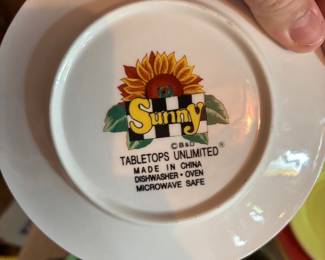 Sunny
© B & D
TABLETOPS UNLIMITED®
MADE IN CHINA
DISHWASHER • OVEN
MICROWAVE SAFE